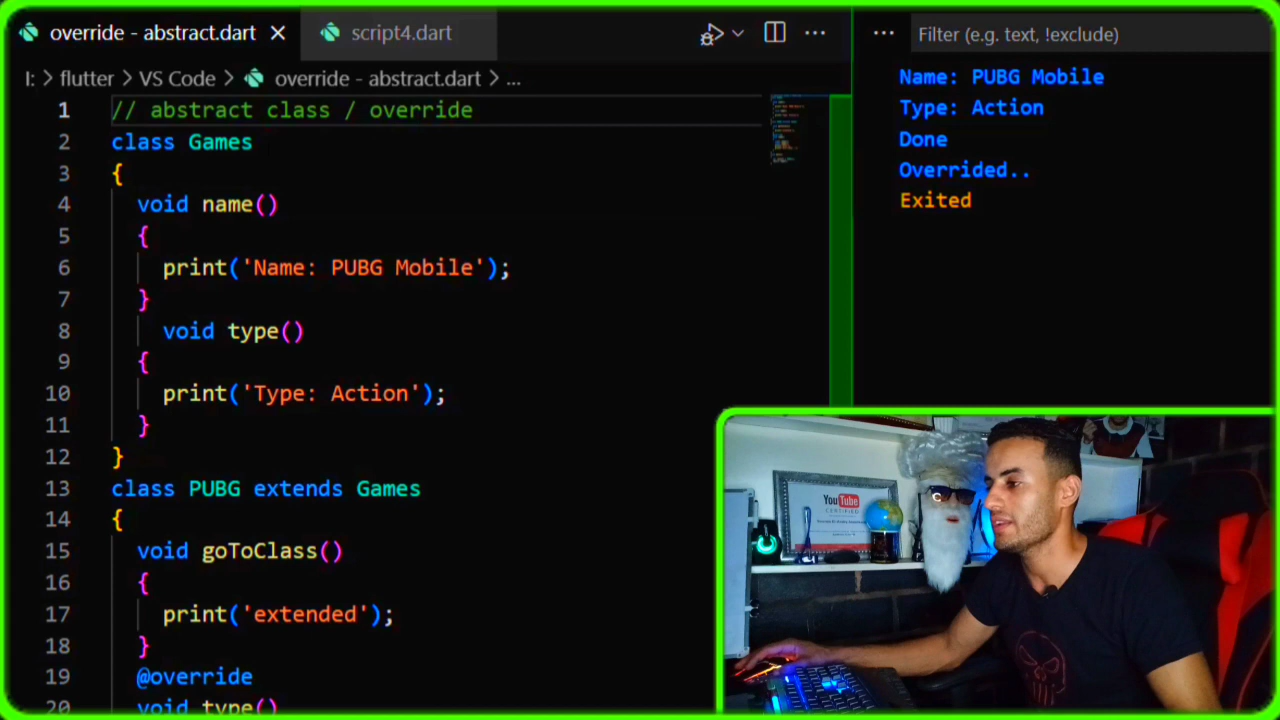 override - abstract.dart
script4.dart
Filter (e.g. text, !exclude)
I: > flutter > VS Code > override - abstract.dart > ...
1 // abstract class / override
2 class Games
3 {
4 void name()
5 {
6 print('Name: PUBG Mobile');
7 }
8 void type()
9 {
10 print('Type: Action');
11 }
12 }
13 class PUBG extends Games
14 {
15 void goToClass()
16 {
17 print('extended');
18 }
19 @override
20 void type()
Name: PUBG Mobile
Type: Action
Done
Overrided..
Exited
YouTube
CERTIFIED